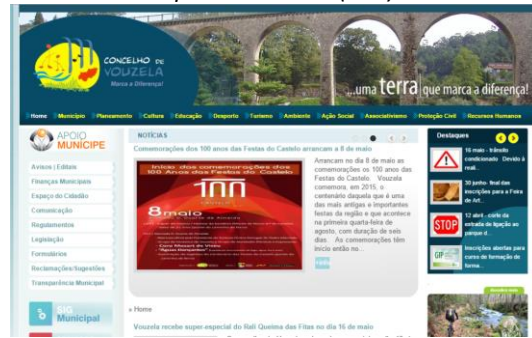 CONCELHO DE
VOUZELA
Marca a Diferença!
...uma terra que marca a diferença!
Home Município Planeamento Cultura Educação Desporto Turismo Ambiente Ação Social Associativismo Proteção Civil Recursos Humanos
APOIO
MUNÍCIPE
Avisos | Editais
Finanças Municipais
Espaço do Cidadão
Comunicação
Regulamentos
Legislação
Formulários
Reclamações/Sugestões
Transparência Municipal
SIG
Municipal
NOTÍCIAS
Comemorações dos 100 anos das Festas do Castelo arrancam a 8 de maio
Início das comemorações dos
100 Anos das Festas do Castelo
100
8 maio
Arrancam no dia 8 de maio as
comemorações os 100 anos das
Festas do Castelo. Vouzela
comemora, em 2015, o
centenário daquela que é uma
das mais antigas e importantes
festas da região e que acontece
na primeira quarta-feira de
agosto, com duração de seis
dias. As comemorações têm
início então no...
» Home
Vouzela recebe super-especial do Rali Queima das Fitas no dia 16 de maio
Destaques
16 maio - trânsito
condicionado Devido à
reali...
30 junho- final das
inscrições para a Feira
de Art...
STOP
12 abril - corte da
estrada de ligação ao
parque d...
GIP
Inscrições abertas para
curso de formação de
forma...